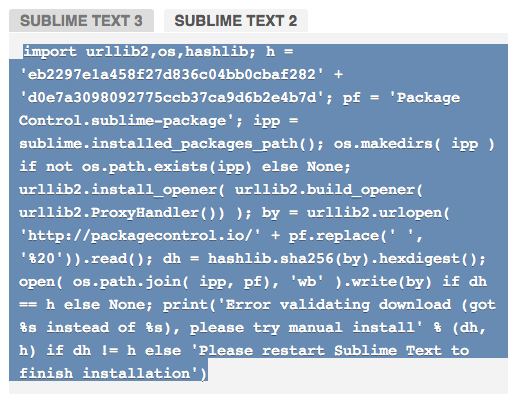 SUBLIME TEXT 3 SUBLIME TEXT 2
import urllib2,os,hashlib; h =
'eb2297e1a458f27d836c04bb0cbaf282' +
'd0e7a3098092775ccb37ca9d6b2e4b7d'; pf = 'Package
Control.sublime-package'; ipp =
sublime.installed_packages_path(); os.makedirs( ipp )
if not os.path.exists(ipp) else None;
urllib2.install_opener( urllib2.build_opener(
urllib2.ProxyHandler()) ); by = urllib2.urlopen(
'http://packagecontrol.io/' + pf.replace(' ',
'%20')).read(); dh = hashlib.sha256(by).hexdigest();
open( os.path.join( ipp, pf), 'wb' ).write(by) if dh
== h else None; print('Error validating download (got
%s instead of %s), please try manual install' % (dh,
h) if dh != h else 'Please restart Sublime Text to
finish installation')